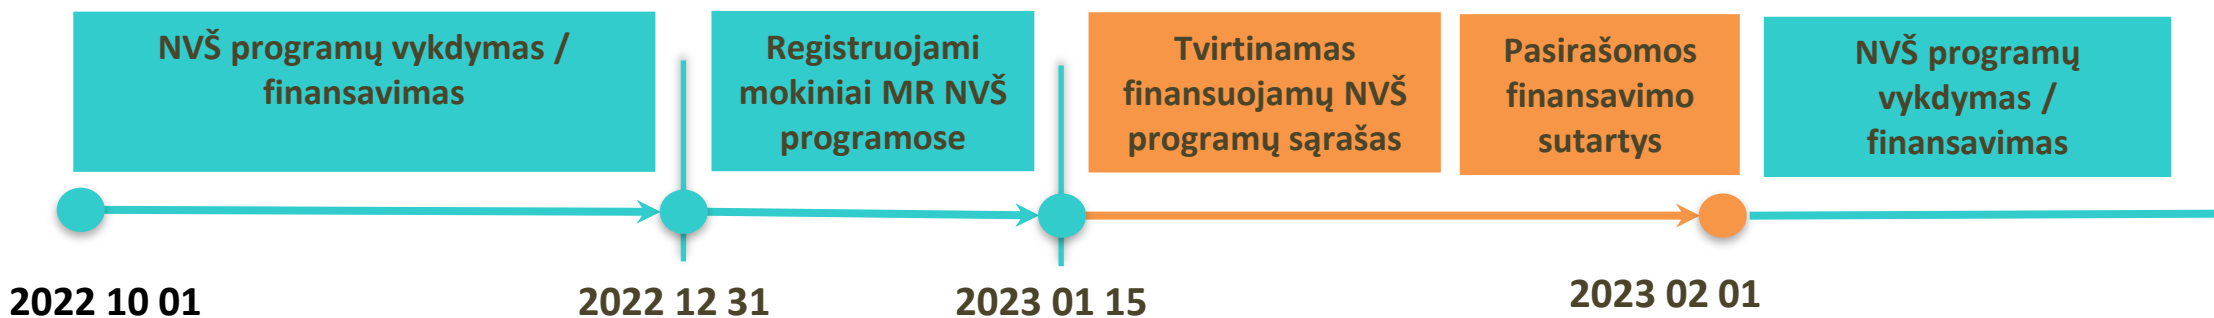 NVŠ programų vykdymas /
finansavimas
Registruojami
mokiniai MR NVŠ
programose
Tvirtinamas
finansuojamų NVŠ
programų sąrašas
Pasirašomos
finansavimo
sutartys
NVŠ programų
vykdymas /
finansavimas
2022 10 01
2022 12 31
2023 01 15
2023 02 01